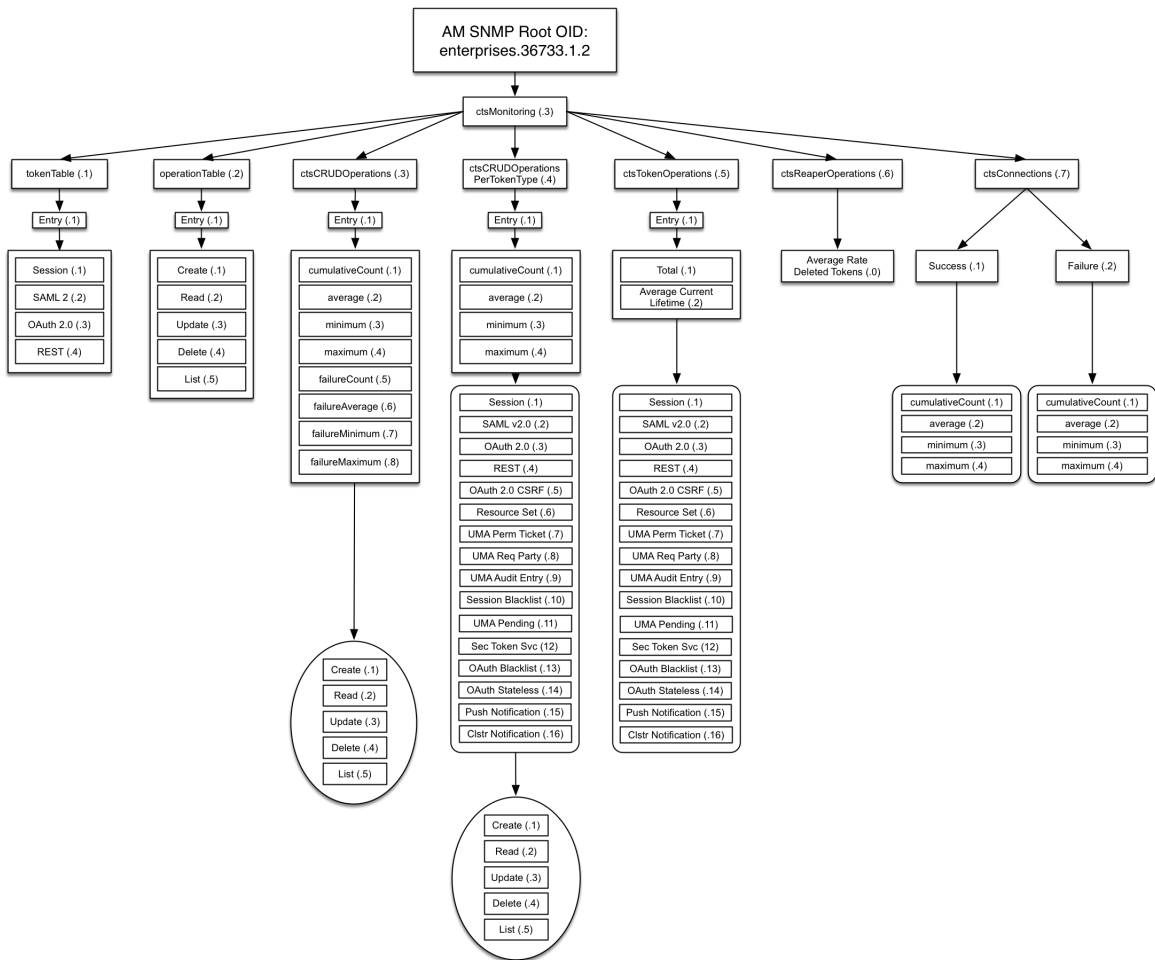 AM SNMP Root OID:
enterprises.36733.1.2
ctsMonitoring (.3)
tokenTable (.1)
operationTable (.2)
ctsCRUDOperations (.3)
ctsCRUDOperations
PerTokenType (.4)
ctsTokenOperations (.5)
ctsReaperOperations (.6)
ctsConnections (.7)
Entry (.1)
Entry (.1)
Entry (.1)
Entry (.1)
Entry (.1)
Session (.1)
SAML 2 (.2)
OAuth 2.0 (.3)
REST (.4)
Create (.1)
Read (.2)
Update (.3)
Delete (.4)
List (.5)
cumulativeCount (.1)
average (.2)
minimum (.3)
maximum (.4)
failureCount (.5)
failureAverage (.6)
failureMinimum (.7)
failureMaximum (.8)
Create (.1)
Read (.2)
Update (.3)
Delete (.4)
List (.5)
cumulativeCount (.1)
average (.2)
minimum (.3)
maximum (.4)
Session (.1)
SAML v2.0 (.2)
OAuth 2.0 (.3)
REST (.4)
OAuth 2.0 CSRF (.5)
Resource Set (.6)
UMA Perm Ticket (.7)
UMA Req Party (.8)
UMA Audit Entry (.9)
Session Blacklist (.10)
UMA Pending (.11)
Sec Token Svc (12)
OAuth Blacklist (.13)
OAuth Stateless (.14)
Push Notification (.15)
Clstr Notification (.16)
Create (.1)
Read (.2)
Update (.3)
Delete (.4)
List (.5)
Total (.1)
Average Current
Lifetime (.2)
Session (.1)
SAML v2.0 (.2)
OAuth 2.0 (.3)
REST (.4)
OAuth 2.0 CSRF (.5)
Resource Set (.6)
UMA Perm Ticket (.7)
UMA Req Party (.8)
UMA Audit Entry (.9)
Session Blacklist (.10)
UMA Pending (.11)
Sec Token Svc (12)
OAuth Blacklist (.13)
OAuth Stateless (.14)
Push Notification (.15)
Clstr Notification (.16)
Average Rate
Deleted Tokens (.0)
Success (.1)
Failure (.2)
cumulativeCount (.1)
average (.2)
minimum (.3)
maximum (.4)
cumulativeCount (.1)
average (.2)
minimum (.3)
maximum (.4)